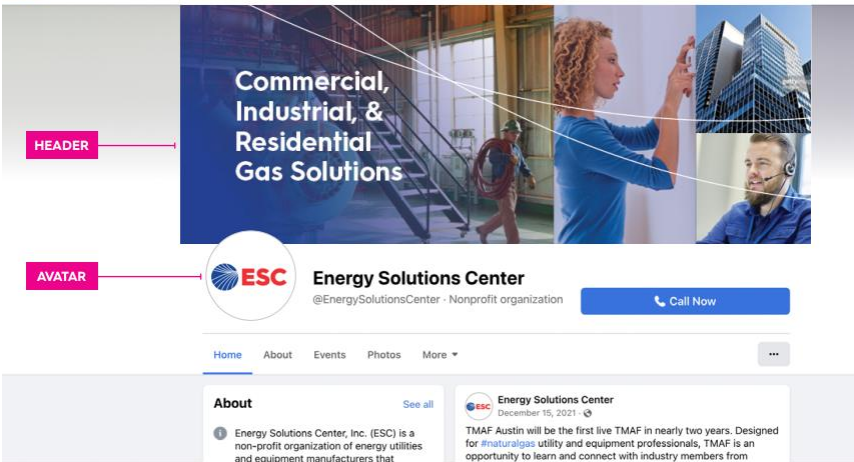 Commercial,
Industrial, &
Residential
Gas Solutions
HEADER
AVATAR
ESC
Energy Solutions Center
@EnergySolutionsCenter · Nonprofit organization
Call Now
Home About Events Photos More
About
See all
Energy Solutions Center, Inc. (ESC) is a
non-profit organization of energy utilities
and equipment manufacturers that
ESC
Energy Solutions Center
December 15, 2021 ·
TMAF Austin will be the first live TMAF in nearly two years. Designed
for #naturalgas utility and equipment professionals, TMAF is an
opportunity to learn and connect with industry members from